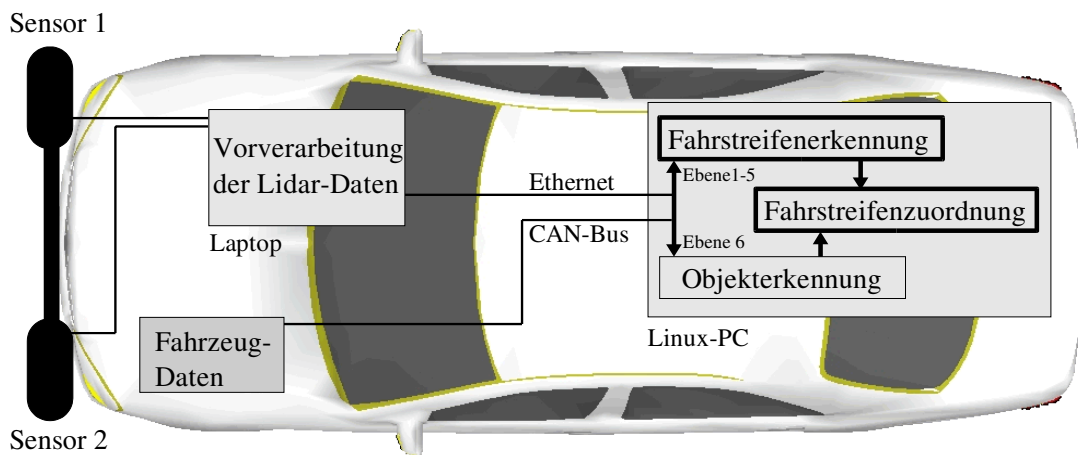 Sensor 1
Vorverarbeitung
der Lidar-Daten
Laptop
Fahrzeug-
Daten
Sensor 2
Ethernet
CAN-Bus
Fahrstreifenerkennung
Ebene1-5
Fahrstreifenzuordnung
Ebene 6
Objekterkennung
Linux-PC